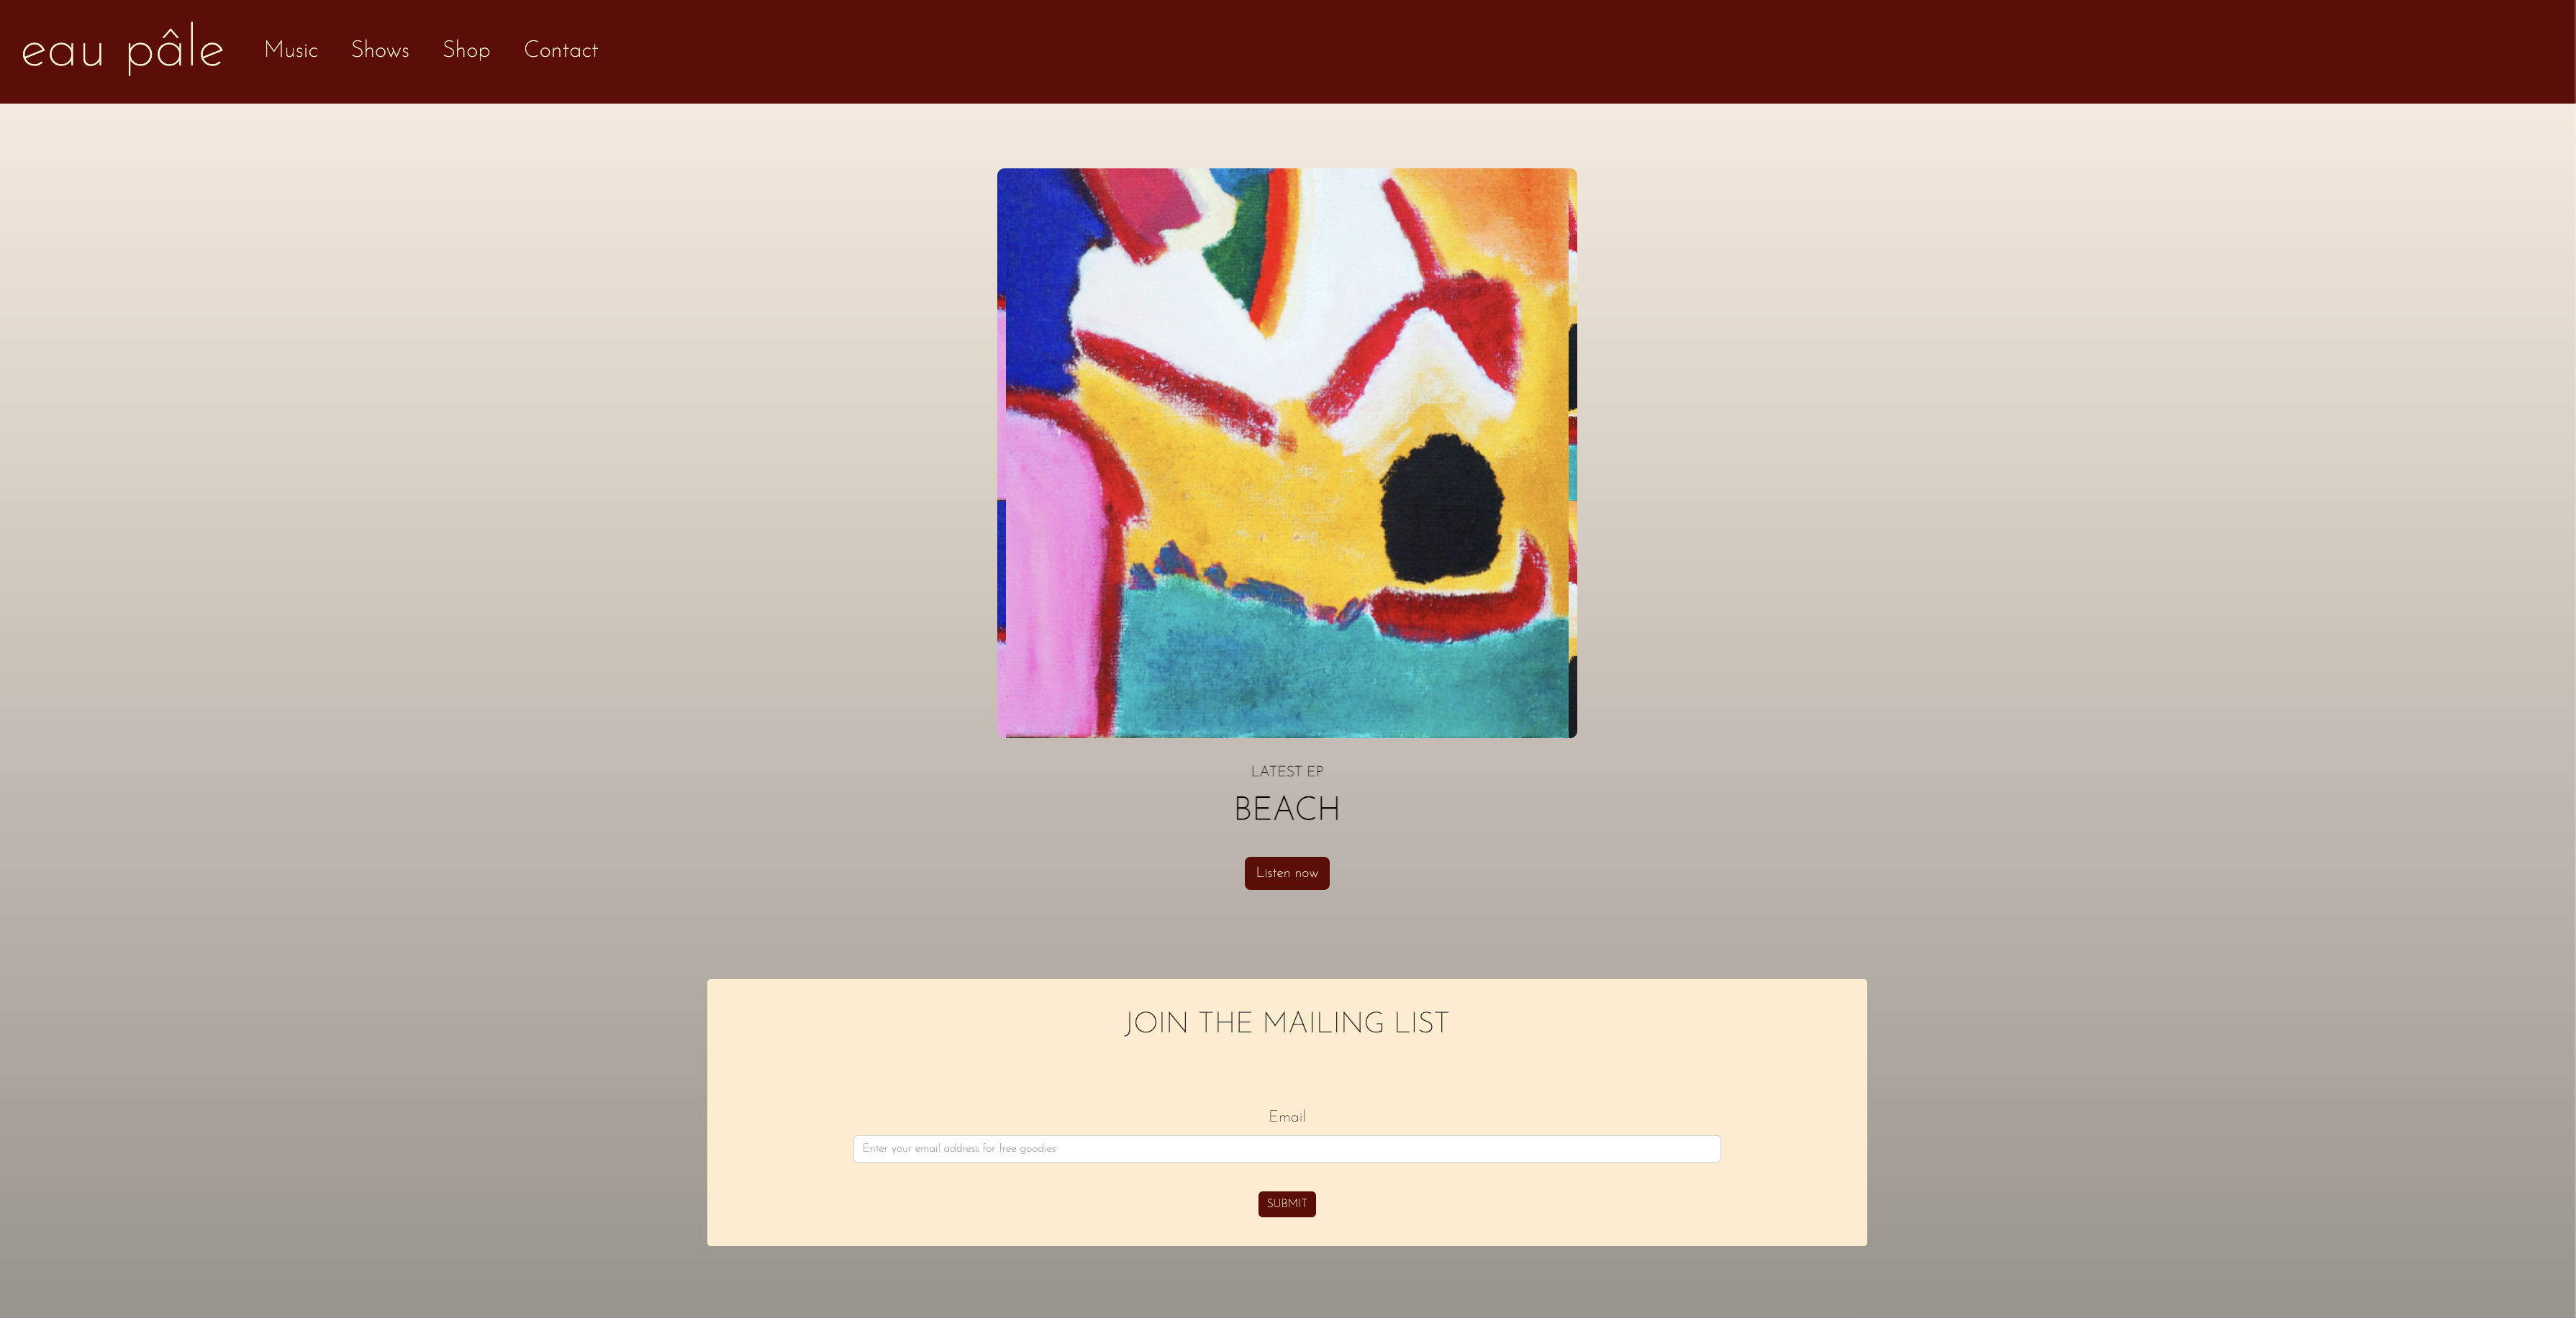 eau pâle
Music Shows Shop Contact
LATEST EP
BEACH
Listen now
JOIN THE MAILING LIST
Email
Enter your email address for free goodies
SUBMIT